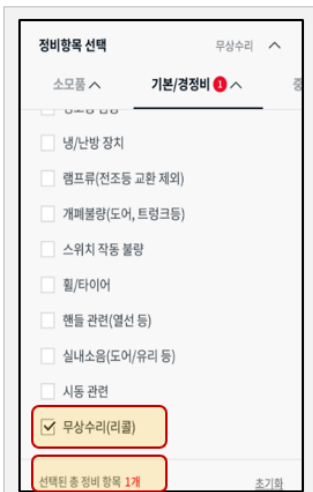 정비항목 선택 무상수리
소모품 기본/경정비 1 중
냉/난방 장치
램프류(전조등 교환 제외)
개폐불량(도어, 트렁크등)
스위치 작동 불량
휠/타이어
핸들 관련(열선 등)
실내소음(도어/유리 등)
시동 관련
무상수리(리콜)
선택된 총 정비 항목 1개 초기화